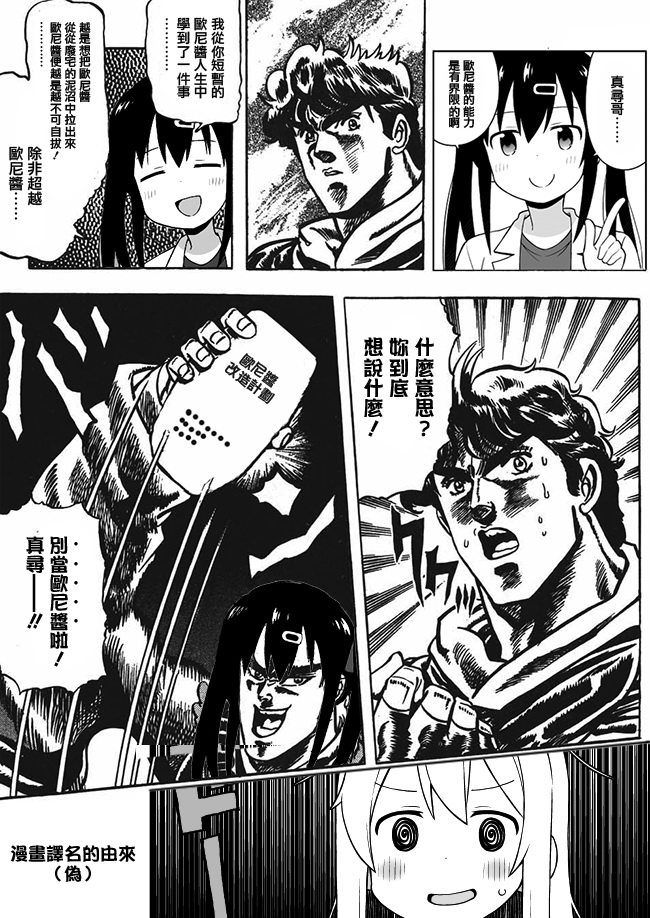 真尋哥……
歐尼醬的能力
是有界限的啊
我從你短暫的
歐尼醬人生中
學到了一件事
越是想把歐尼醬
從從廢宅的泥沼中拉出來
歐尼醬便越是越不可自拔！
除非超越
歐尼醬……
什麼意思？
妳到底
想說什麼！
ドドド
歐尼醬
改造計劃
別當歐尼醬啦！
真尋——!!
漫畫譯名的由來
（偽）